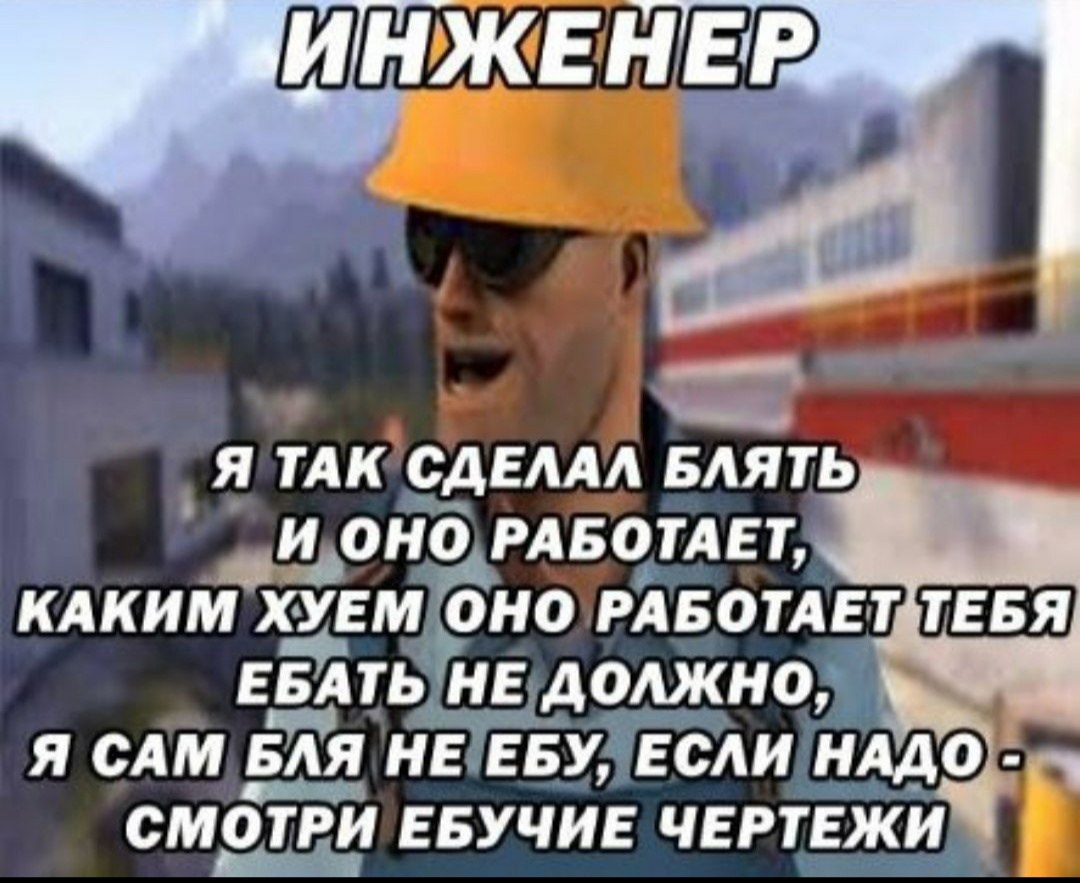 ИНЖЕНЕР
Я ТАК СДЕЛАЛ БЛЯТЬ
И ОНО РАБОТАЕТ,
КАКИМ ХУЕМ ОНО РАБОТАЕТ ТЕБЯ
ЕБАТЬ НЕ ДОЛЖНО,
Я САМ БЛЯ НЕ ЕБУ, ЕСЛИ НАДО -
СМОТРИ ЕБУЧИЕ ЧЕРТЕЖИ